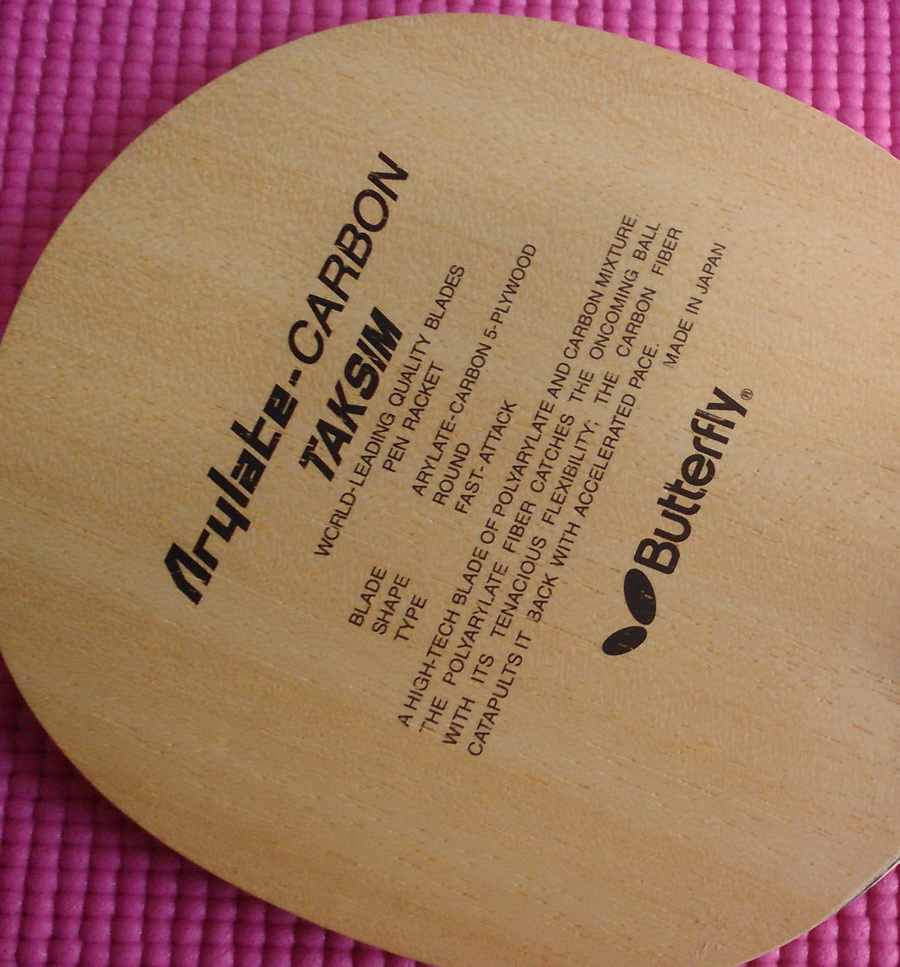 Arylate-CARBON
TAKSIM
WORLD-LEADING QUALITY BLADES
PEN RACKET
BLADE ARYLATE-CARBON 5-PLYWOOD
SHAPE ROUND
TYPE FAST-ATTACK
A HIGH-TECH BLADE OF POLYARYLATE AND CARBON MIXTURE,
THE POLYARYLATE FIBER CATCHES THE ONCOMING BALL
WITH ITS TENACIOUS FLEXIBILITY; THE CARBON FIBER
CATAPULTS IT BACK WITH ACCELERATED PACE.
MADE IN JAPAN
Butterfly®